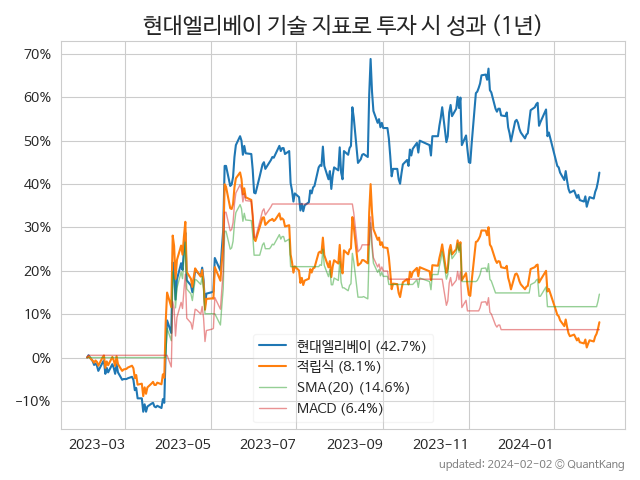 현대엘리베이 기술 지표로 투자 시 성과 (1년)
70%
60%
50%
40%
30%
20%
10%
0%
−10%
현대엘리베이 (42.7%)
적립식 (8.1%)
SMA(20) (14.6%)
MACD (6.4%)
2023-03
2023-05
2023-07
2023-09
2023-11
2024-01
updated: 2024-02-02 © QuantKang